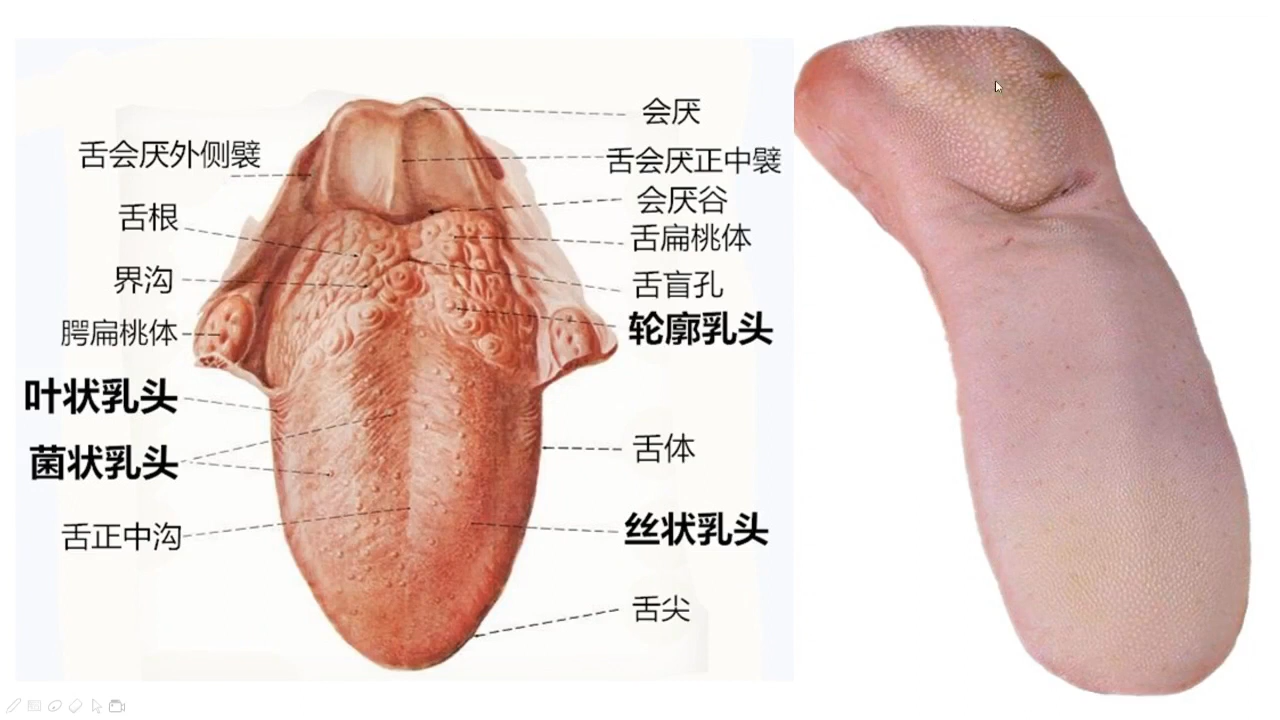 会厌
舌会厌外侧襞
舌会厌正中襞
会厌谷
舌根
舌扁桃体
界沟
舌盲孔
腭扁桃体
轮廓乳头
叶状乳头
菌状乳头
舌体
舌正中沟
丝状乳头
舌尖